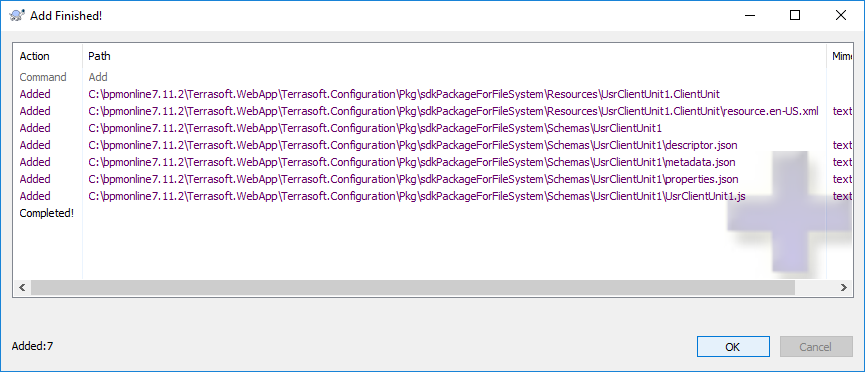 Add Finished!
Action Path Mime
Command Add
Added C:\bpmonline7.11.2\Terrasoft.WebApp\Terrasoft.Configuration\Pkg\sdkPackageForFileSystem\Resources\UsrClientUnit1.ClientUnit
Added C:\bpmonline7.11.2\Terrasoft.WebApp\Terrasoft.Configuration\Pkg\sdkPackageForFileSystem\Resources\UsrClientUnit1.ClientUnit\resource.en-US.xml text
Added C:\bpmonline7.11.2\Terrasoft.WebApp\Terrasoft.Configuration\Pkg\sdkPackageForFileSystem\Schemas\UsrClientUnit1
Added C:\bpmonline7.11.2\Terrasoft.WebApp\Terrasoft.Configuration\Pkg\sdkPackageForFileSystem\Schemas\UsrClientUnit1\descriptor.json text
Added C:\bpmonline7.11.2\Terrasoft.WebApp\Terrasoft.Configuration\Pkg\sdkPackageForFileSystem\Schemas\UsrClientUnit1\metadata.json text
Added C:\bpmonline7.11.2\Terrasoft.WebApp\Terrasoft.Configuration\Pkg\sdkPackageForFileSystem\Schemas\UsrClientUnit1\properties.json text
Added C:\bpmonline7.11.2\Terrasoft.WebApp\Terrasoft.Configuration\Pkg\sdkPackageForFileSystem\Schemas\UsrClientUnit1\UsrClientUnit1.js text
Completed!
Added:7 OK Cancel